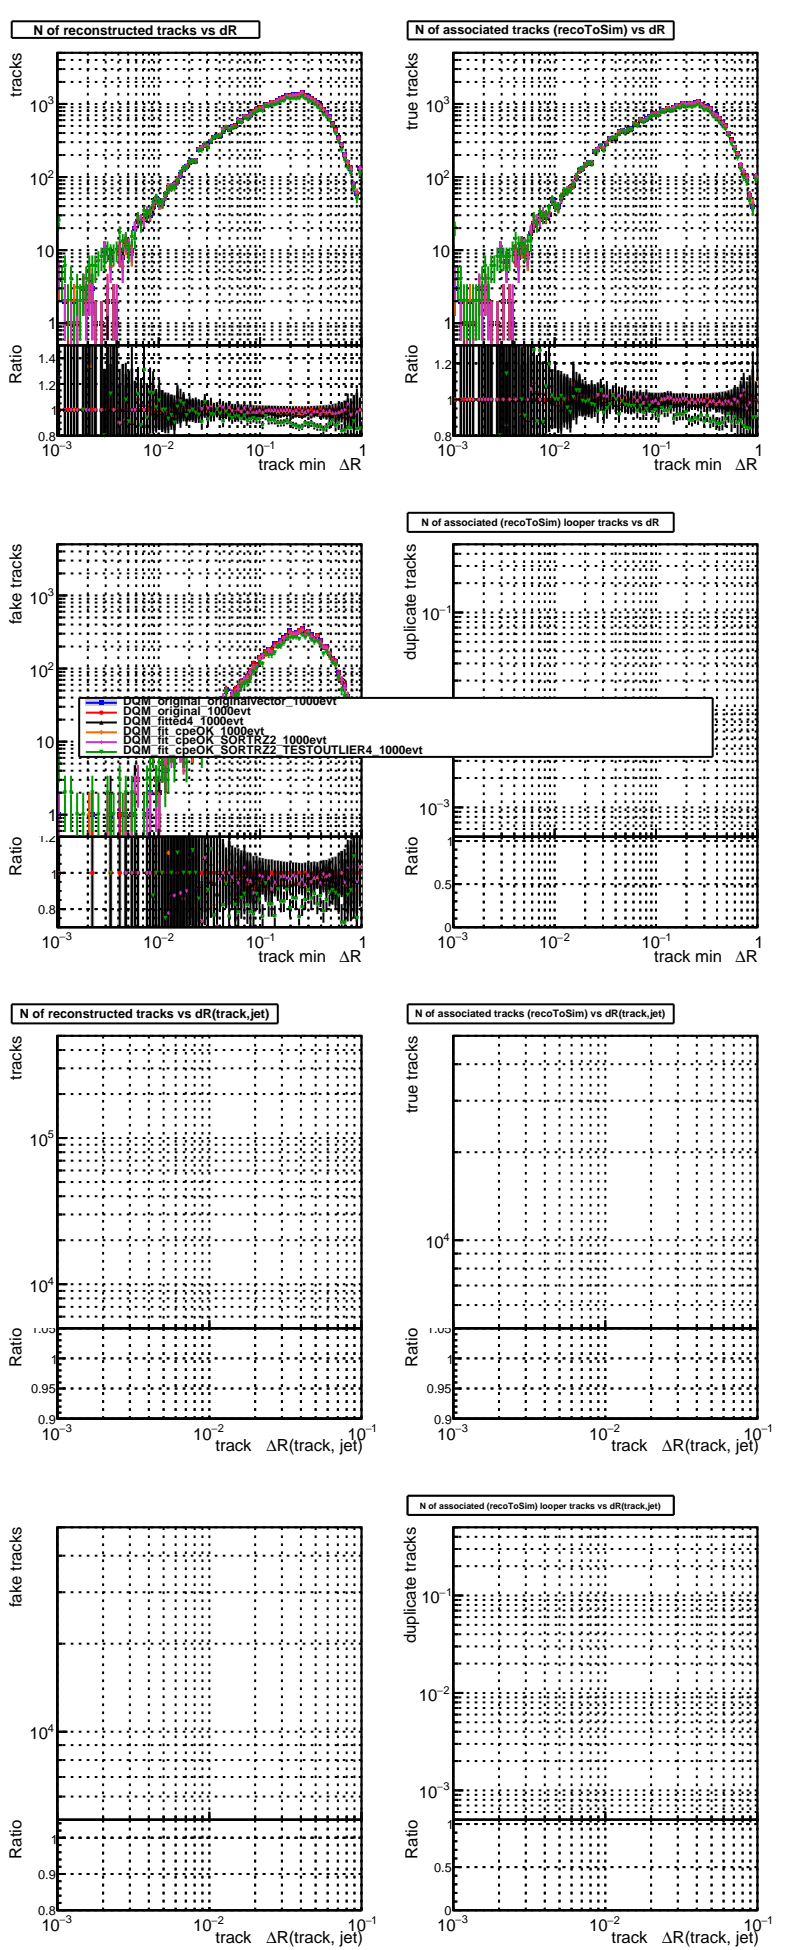 N of reconstructed tracks vs dR
tracks
10³
10²
10
1
Ratio
1.4
1.2
1
0.8
10⁻³
10⁻²
10⁻¹
1
track min ΔR
N of associated tracks (recoToSim) vs dR
true tracks
10³
10²
10
1
Ratio
1.2
1
0.8
10⁻³
10⁻²
10⁻¹
1
track min ΔR
fake tracks
10³
10²
10
1
Ratio
1.2
1
0.8
10⁻³
10⁻²
10⁻¹
1
track min ΔR
N of associated (recoToSim) looper tracks vs dR
duplicate tracks
10⁻¹
10⁻³
Ratio
1
0.5
0
10⁻³
10⁻²
10⁻¹
1
track min ΔR
DQM_original_originalvector_1000evt
DQM_original_1000evt
DQM_fitted4_1000evt
DQM_fit_cpeOK_1000evt
DQM_fit_cpeOK_SORTRZ2_1000evt
DQM_fit_cpeOK_SORTRZ2_TESTOUTLIER4_1000evt
N of reconstructed tracks vs dR(track,jet)
tracks
10⁵
10⁴
Ratio
1.05
1
0.95
0.9
10⁻³
10⁻²
10⁻¹
track ΔR(track, jet)
N of associated tracks (recoToSim) vs dR(track,jet)
true tracks
10⁴
Ratio
1.05
1
0.95
0.9
10⁻³
10⁻²
10⁻¹
track ΔR(track, jet)
fake tracks
10⁴
Ratio
1
0.9
0.8
10⁻³
10⁻²
10⁻¹
track ΔR(track, jet)
N of associated (recoToSim) looper tracks vs dR(track,jet)
duplicate tracks
10⁻¹
10⁻²
10⁻³
Ratio
1
0.5
0
10⁻³
10⁻²
10⁻¹
track ΔR(track, jet)